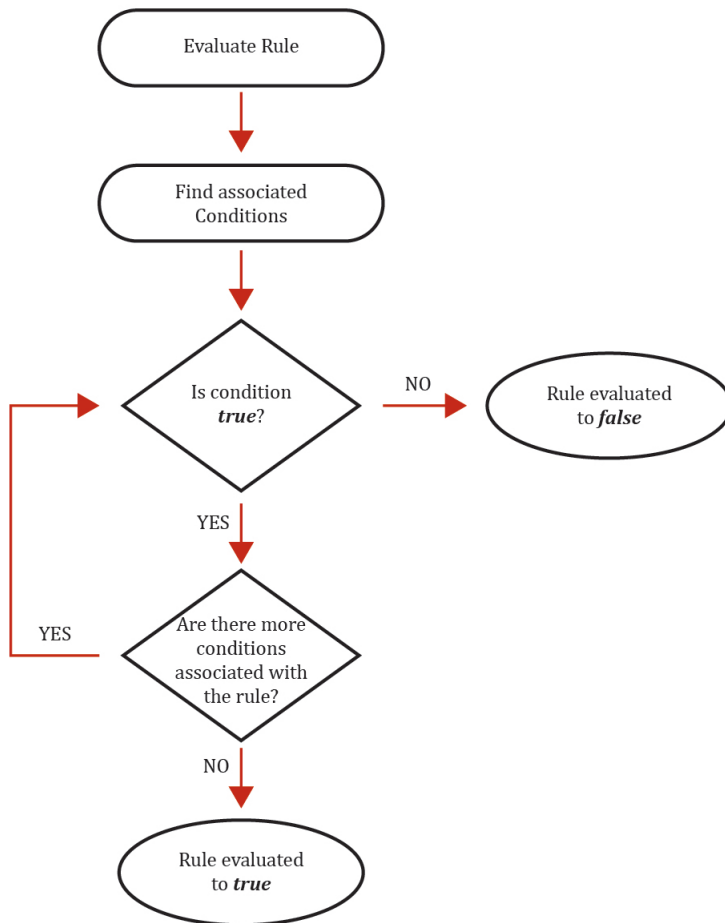 Evaluate Rule
Find associated
Conditions
Is condition
true?
NO
Rule evaluated
to false
YES
Are there more
conditions
associated with
the rule?
YES
NO
Rule evaluated
to true